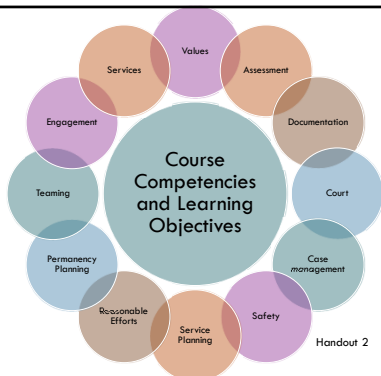 Values
Services
Assessment
Engagement
Documentation
Course
Competencies
and Learning
Objectives
Teaming
Court
Permanency
Planning
Case
management
Reasonable
Efforts
Service
Planning
Safety
Handout 2